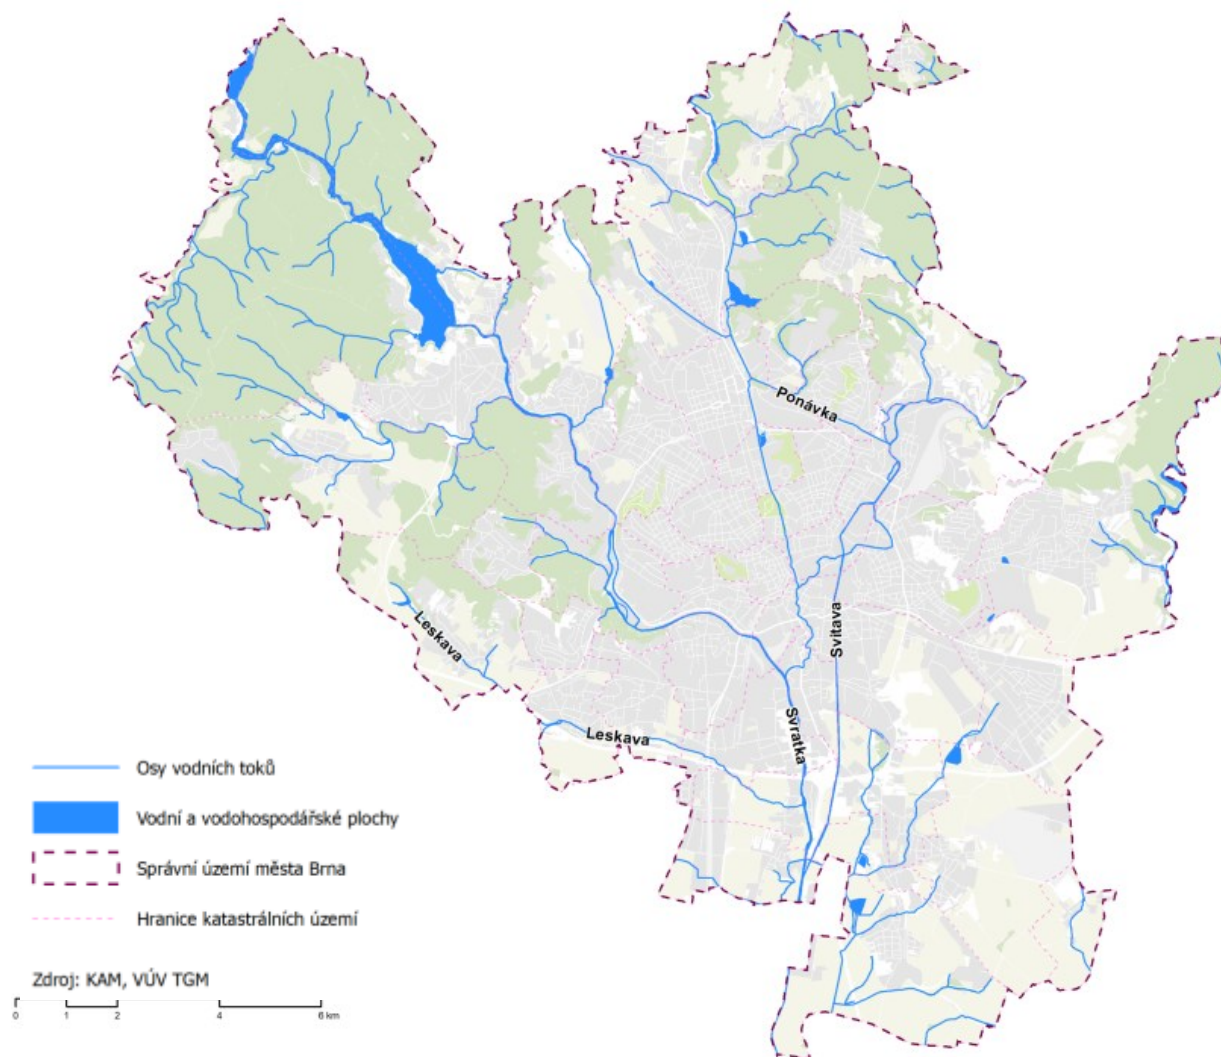 Ponávka
Svitava
Leskava
Leskava
Svratka
Osy vodních toků
Vodní a vodohospodářské plochy
Správní území města Brna
Hranice katastrálních území
Zdroj: KAM, VÚV TGM
0 1 2 4 6 km